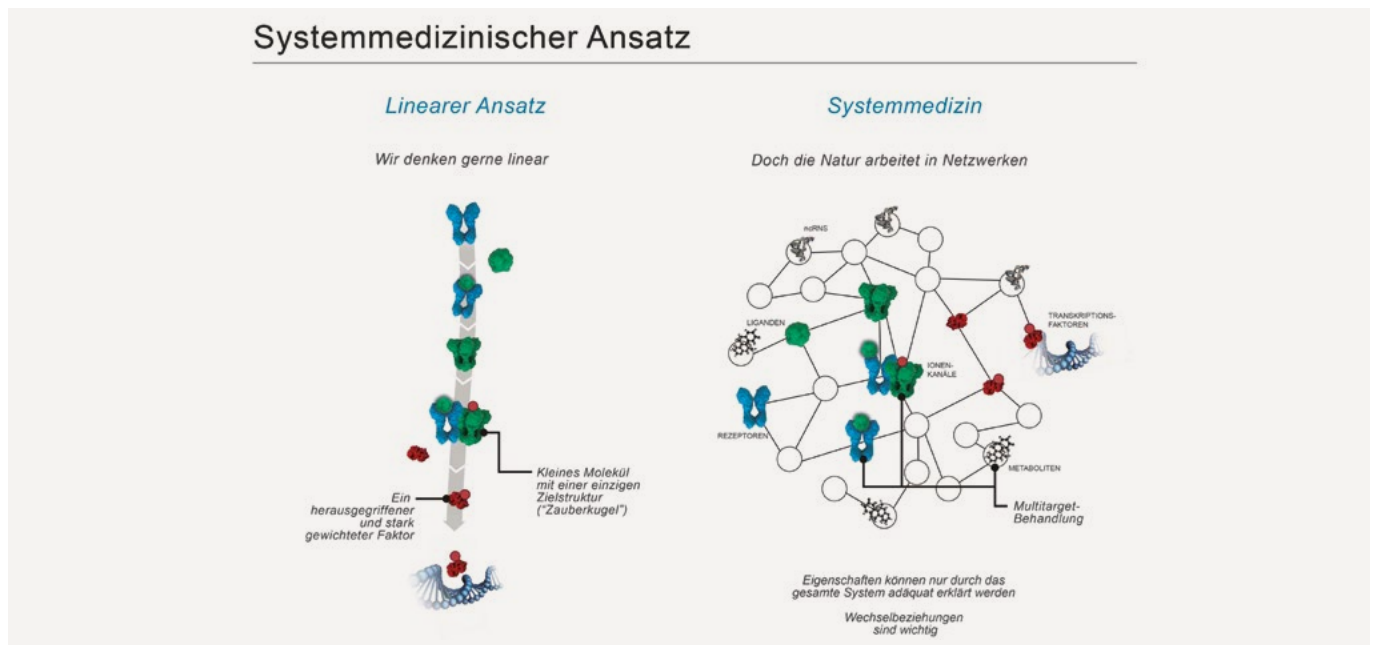 Systemmedizinischer Ansatz
Linearer Ansatz
Wir denken gerne linear
Kleines Molekül
mit einer einzigen
Zielstruktur
("Zauberkugel")
Ein
herausgegriffener
und stark
gewichteter Faktor
Systemmedizin
Doch die Natur arbeitet in Netzwerken
ncRNS
LIGANDEN
TRANSKRIPTIONS-
FAKTOREN
IONEN-
KANÄLE
REZEPTOREN
METABOLITEN
Multitarget-
Behandlung
Eigenschaften können nur durch das
gesamte System adäquat erklärt werden
Wechselbeziehungen
sind wichtig